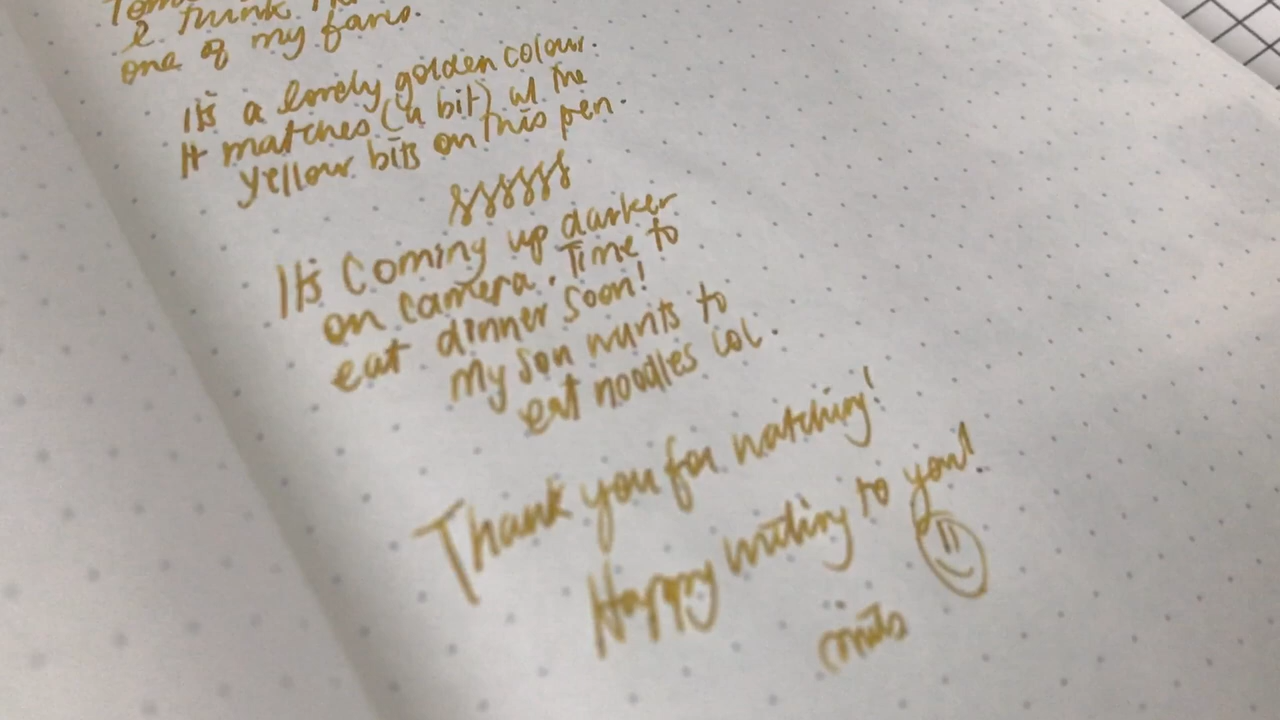 I think
one of my favs.
It's a lovely golden colour.
It matches (a bit) w/ the
yellow bits on this pen.
It's coming up darker
on camera. Time to
eat dinner soon!
My son wants to
eat noodles lol.
Thank you for watching!
Happy writing to you!